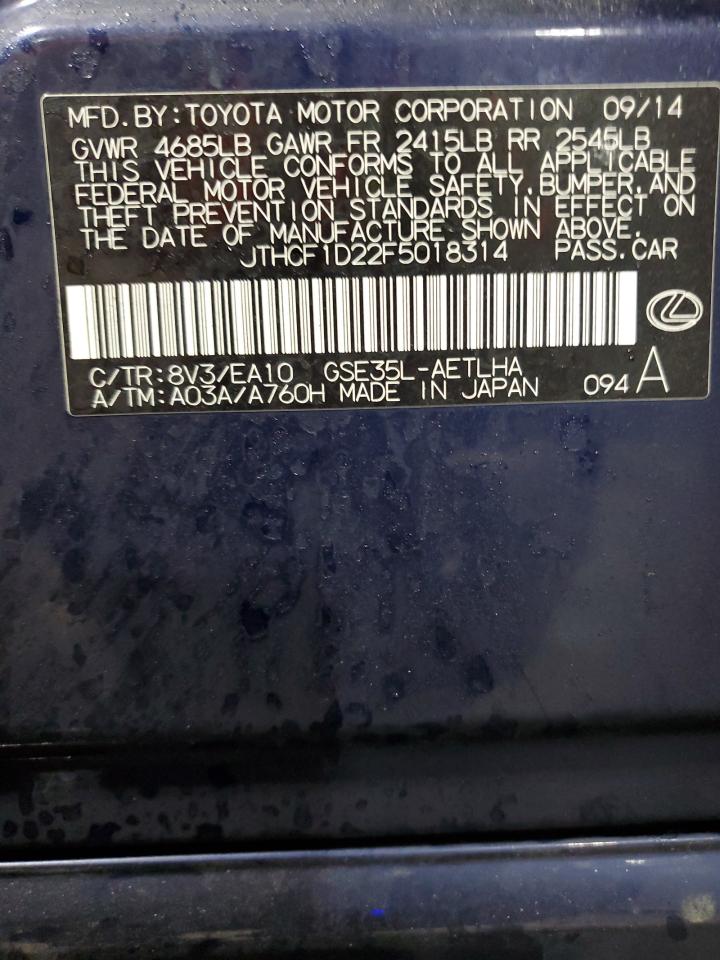 MFD.BY:TOYOTA MOTOR CORPORATION 09/14
GVWR 4685LB GAWR FR 2415LB RR 2545LB
THIS VEHICLE CONFORMS TO ALL APPLICABLE
FEDERAL MOTOR VEHICLE SAFETY,BUMPER,AND
THEFT PREVENTION STANDARDS IN EFFECT ON
THE DATE OF MANUFACTURE SHOWN ABOVE.
JTHCF1D22F5018314 PASS.CAR
C/TR:8V3/EA10 GSE35L-AETLHA
A/TM:A03A/A760H MADE IN JAPAN 094 A